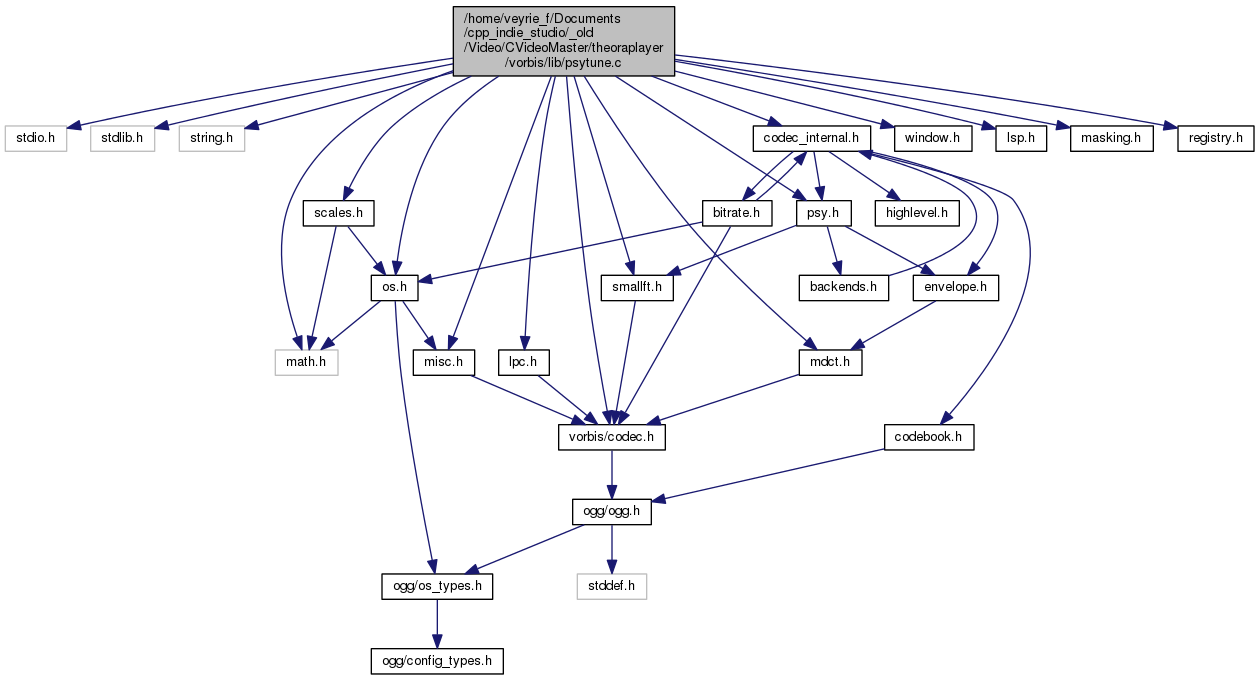 /home/veyrie_f/Documents
/cpp_indie_studio/_old
/Video/CVideoMaster/theoraplayer
/vorbis/lib/psytune.c
stdio.h
stdlib.h
string.h
codec_internal.h
window.h
lsp.h
masking.h
registry.h
scales.h
bitrate.h
psy.h
highlevel.h
os.h
smallft.h
backends.h
envelope.h
math.h
misc.h
lpc.h
mdct.h
vorbis/codec.h
codebook.h
ogg/ogg.h
ogg/os_types.h
stddef.h
ogg/config_types.h